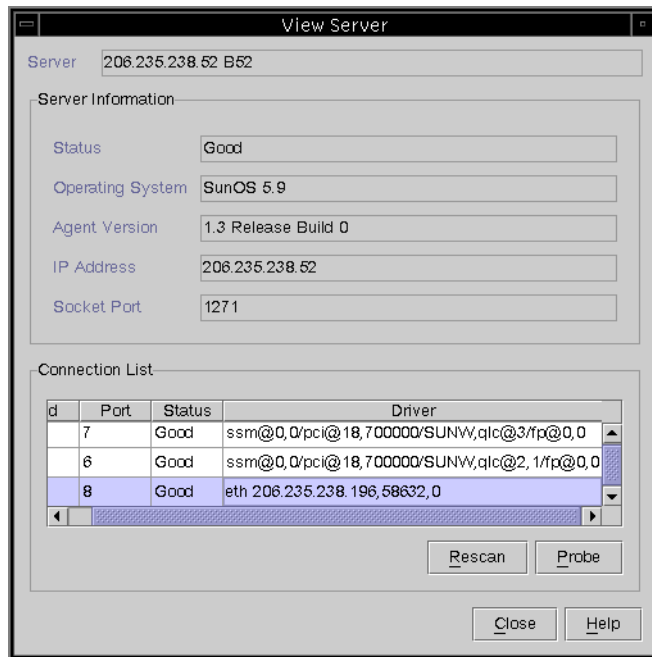 View Server
Server 206.235.238.52 B52
Server Information
Status Good
Operating System SunOS 5.9
Agent Version 1.3 Release Build 0
IP Address 206.235.238.52
Socket Port 1271
Connection List
d Port Status Driver
7 Good ssm@0,0/pci@18,700000/SUNW,qlc@3/fp@0,0
6 Good ssm@0,0/pci@18,700000/SUNW,qlc@2,1/fp@0,0
8 Good eth 206.235.238.196,58632,0
Rescan Probe
Close Help